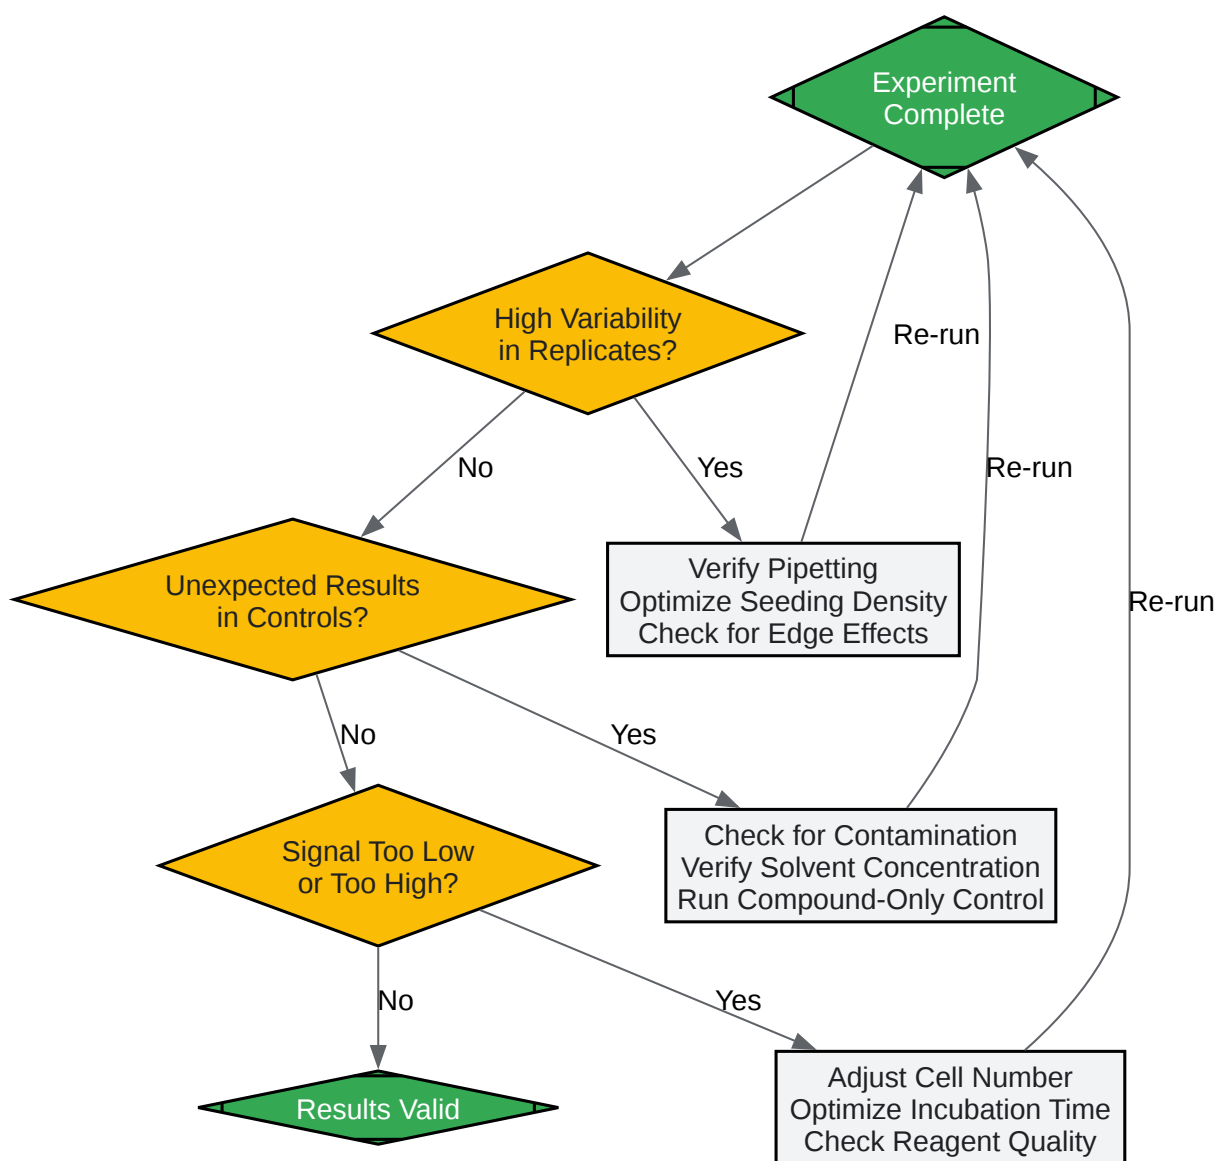 Experiment
Complete
High Variability
in Replicates?
Re-run
No
Yes
Re-run
Verify Pipetting
Optimize Seeding Density
Check for Edge Effects
Unexpected Results
in Controls?
Re-run
No
Yes
Check for Contamination
Verify Solvent Concentration
Run Compound-Only Control
Signal Too Low
or Too High?
No
Yes
Adjust Cell Number
Optimize Incubation Time
Check Reagent Quality
Results Valid